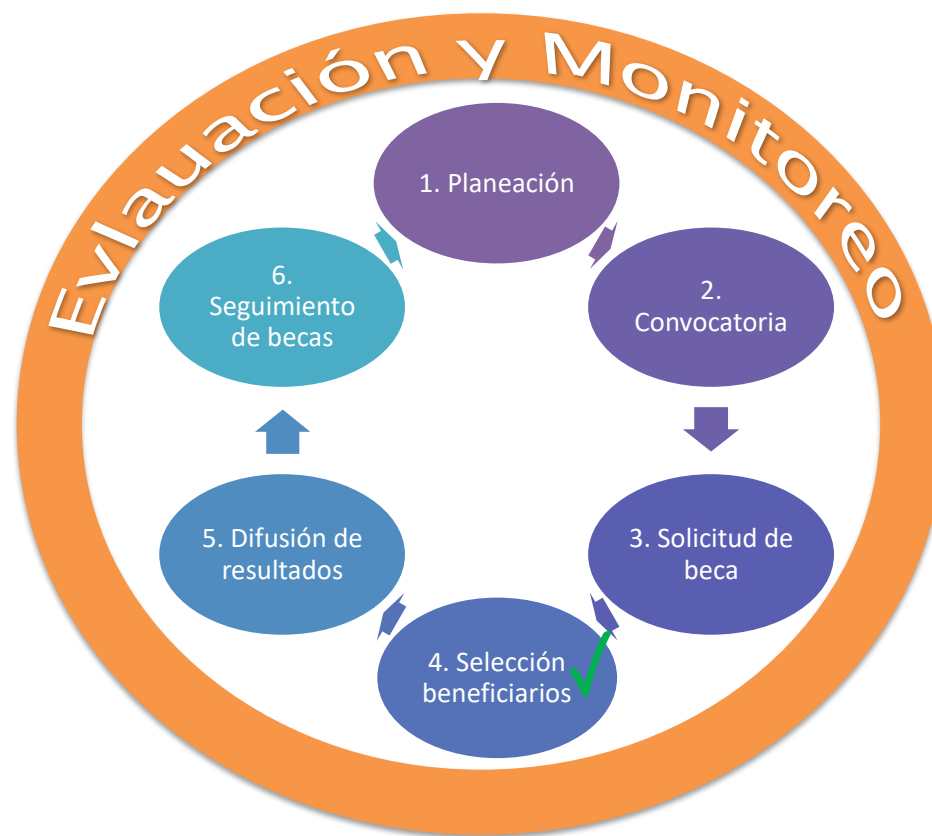 Evlauación y Monitoreo
1. Planeación
2.
Convocatoria
3. Solicitud de
beca
4. Selección
beneficiarios
5. Difusión de
resultados
6.
Seguimiento
de becas